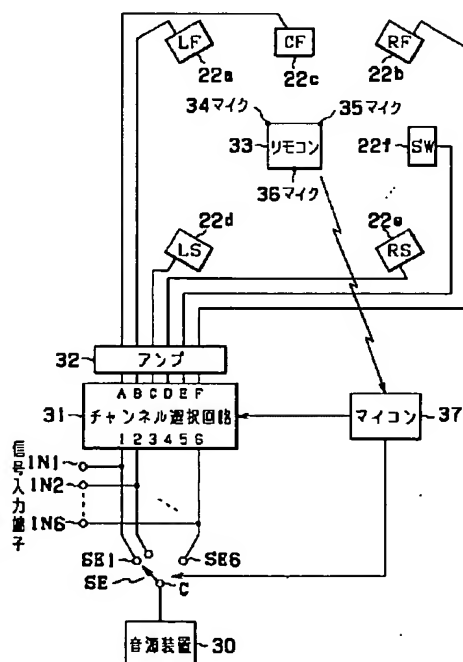 LF
CF
RF
22a
22c
22b
34マイク
35マイク
33
リモコン
22f
SW
36マイク
22d
22e
LS
RS
32
アンプ
A B C D E F
31
チャンネル選択回路
マイコン
37
1 2 3 4 5 6
信号入力端子
IN1
IN2
IN6
SE1
SE6
SE
C
音源装置
30